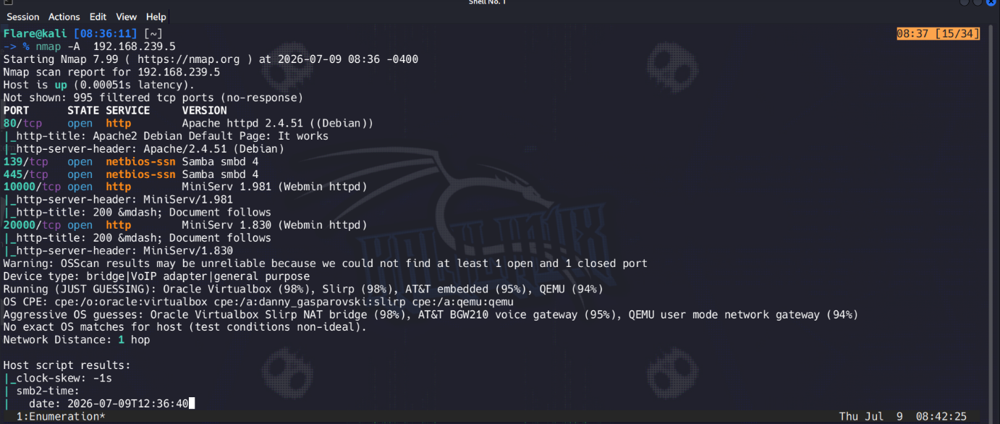 Shell No. 1
Session Actions Edit View Help
Flare@kali [08:36:11] [~]
08:37 [15/34]
-> % nmap -A  192.168.239.5
Starting Nmap 7.99 ( https://nmap.org ) at 2026-07-09 08:36 -0400
Nmap scan report for 192.168.239.5
Host is up (0.00051s latency).
Not shown: 995 filtered tcp ports (no-response)
PORT      STATE SERVICE     VERSION
80/tcp    open  http        Apache httpd 2.4.51 ((Debian))
|_http-title: Apache2 Debian Default Page: It works
|_http-server-header: Apache/2.4.51 (Debian)
139/tcp   open  netbios-ssn Samba smbd 4
445/tcp   open  netbios-ssn Samba smbd 4
10000/tcp open  http        MiniServ 1.981 (Webmin httpd)
|_http-server-header: MiniServ/1.981
|_http-title: 200 &mdash; Document follows
20000/tcp open  http        MiniServ 1.830 (Webmin httpd)
|_http-title: 200 &mdash; Document follows
|_http-server-header: MiniServ/1.830
Warning: OSScan results may be unreliable because we could not find at least 1 open and 1 closed port
Device type: bridge|VoIP adapter|general purpose
Running (JUST GUESSING): Oracle Virtualbox (98%), Slirp (98%), AT&T embedded (95%), QEMU (94%)
OS CPE: cpe:/o:oracle:virtualbox cpe:/a:danny_gasparovski:slirp cpe:/a:qemu:qemu
Aggressive OS guesses: Oracle Virtualbox Slirp NAT bridge (98%), AT&T BGW210 voice gateway (95%), QEMU user mode network gateway (94%)
No exact OS matches for host (test conditions non-ideal).
Network Distance: 1 hop
Host script results:
|_clock-skew: -1s
| smb2-time:
|   date: 2026-07-09T12:36:40
1:Enumeration*
Thu Jul  9  08:42:25